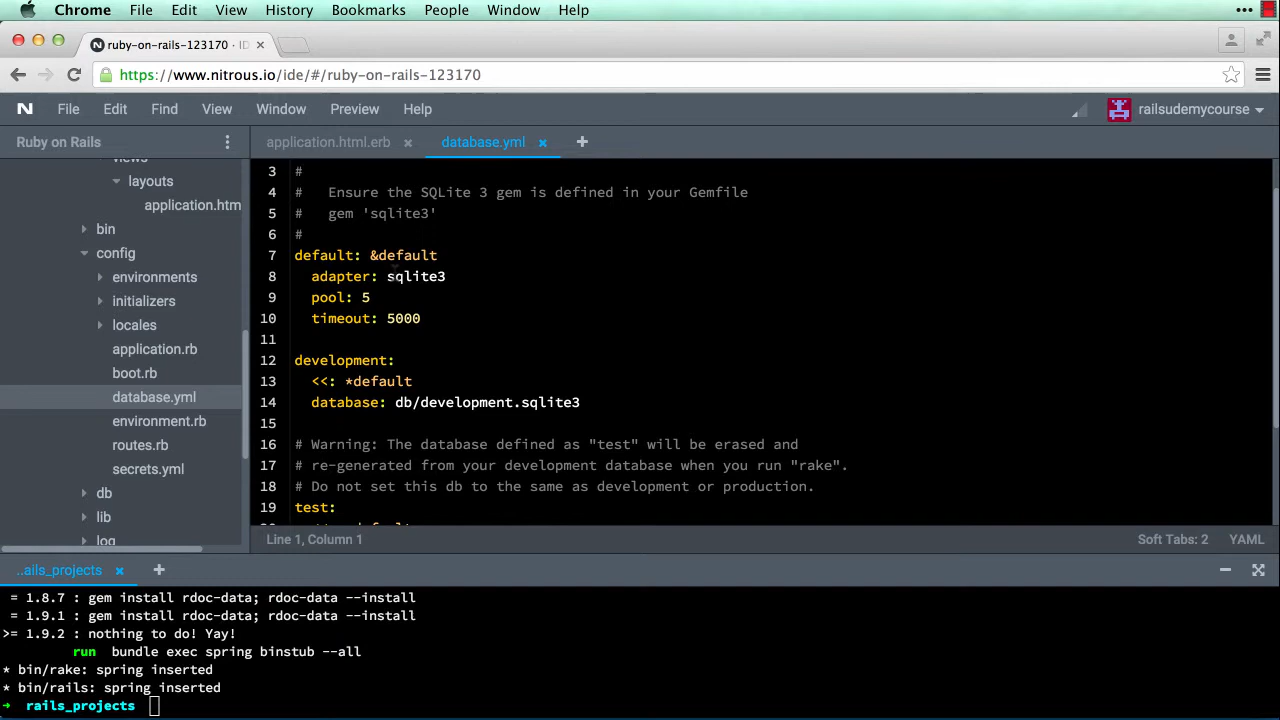 Chrome File Edit View History Bookmarks People Window Help
ruby-on-rails-123170 · ID
https://www.nitrous.io/ide/#/ruby-on-rails-123170
N File Edit Find View Window Preview Help railsudemycourse
Ruby on Rails
application.html.erb
database.yml
views
layouts
application.htm
bin
config
environments
initializers
locales
application.rb
boot.rb
database.yml
environment.rb
routes.rb
secrets.yml
db
lib
log
3 #
4 #   Ensure the SQLite 3 gem is defined in your Gemfile
5 #   gem 'sqlite3'
6 #
7 default: &default
8   adapter: sqlite3
9   pool: 5
10   timeout: 5000
11
12 development:
13   <<: *default
14   database: db/development.sqlite3
15
16 # Warning: The database defined as "test" will be erased and
17 # re-generated from your development database when you run "rake".
18 # Do not set this db to the same as development or production.
19 test:
Line 1, Column 1 Soft Tabs: 2 YAML
..ails_projects
= 1.8.7 : gem install rdoc-data; rdoc-data --install
= 1.9.1 : gem install rdoc-data; rdoc-data --install
>= 1.9.2 : nothing to do! Yay!
run  bundle exec spring binstub --all
* bin/rake: spring inserted
* bin/rails: spring inserted
→ rails_projects